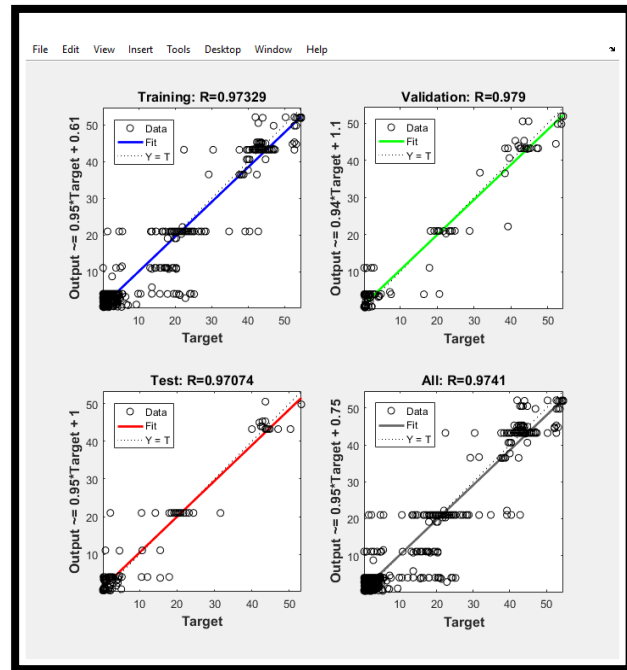 File Edit View Insert Tools Desktop Window Help
Training: R=0.97329
Output ~= 0.95*Target + 0.61
50
40
30
20
10
Data
Fit
Y = T
10 20 30 40 50
Target
Validation: R=0.979
Output ~= 0.94*Target + 1.1
50
40
30
20
10
Data
Fit
Y = T
10 20 30 40 50
Target
Test: R=0.97074
Output ~= 0.95*Target + 1
50
40
30
20
10
Data
Fit
Y = T
10 20 30 40 50
Target
All: R=0.9741
Output ~= 0.95*Target + 0.75
50
40
30
20
10
Data
Fit
Y = T
10 20 30 40 50
Target